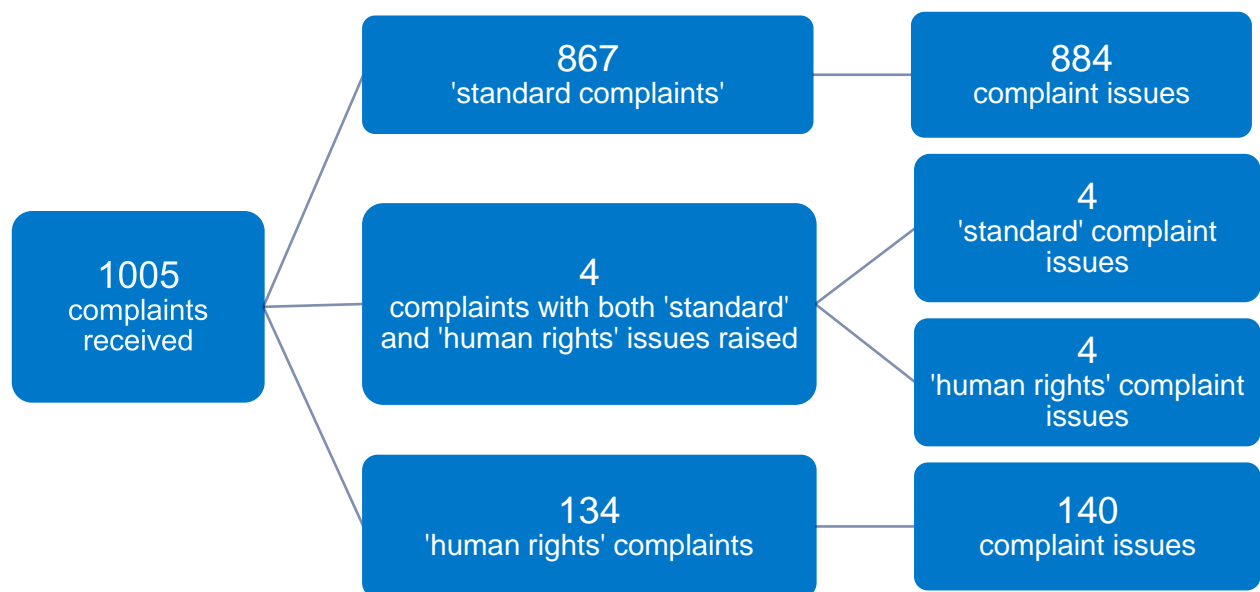 1005
complaints
received
867
'standard complaints'
884
complaint issues
4
complaints with both 'standard'
and 'human rights' issues raised
4
'standard' complaint
issues
4
'human rights' complaint
issues
134
'human rights' complaints
140
complaint issues